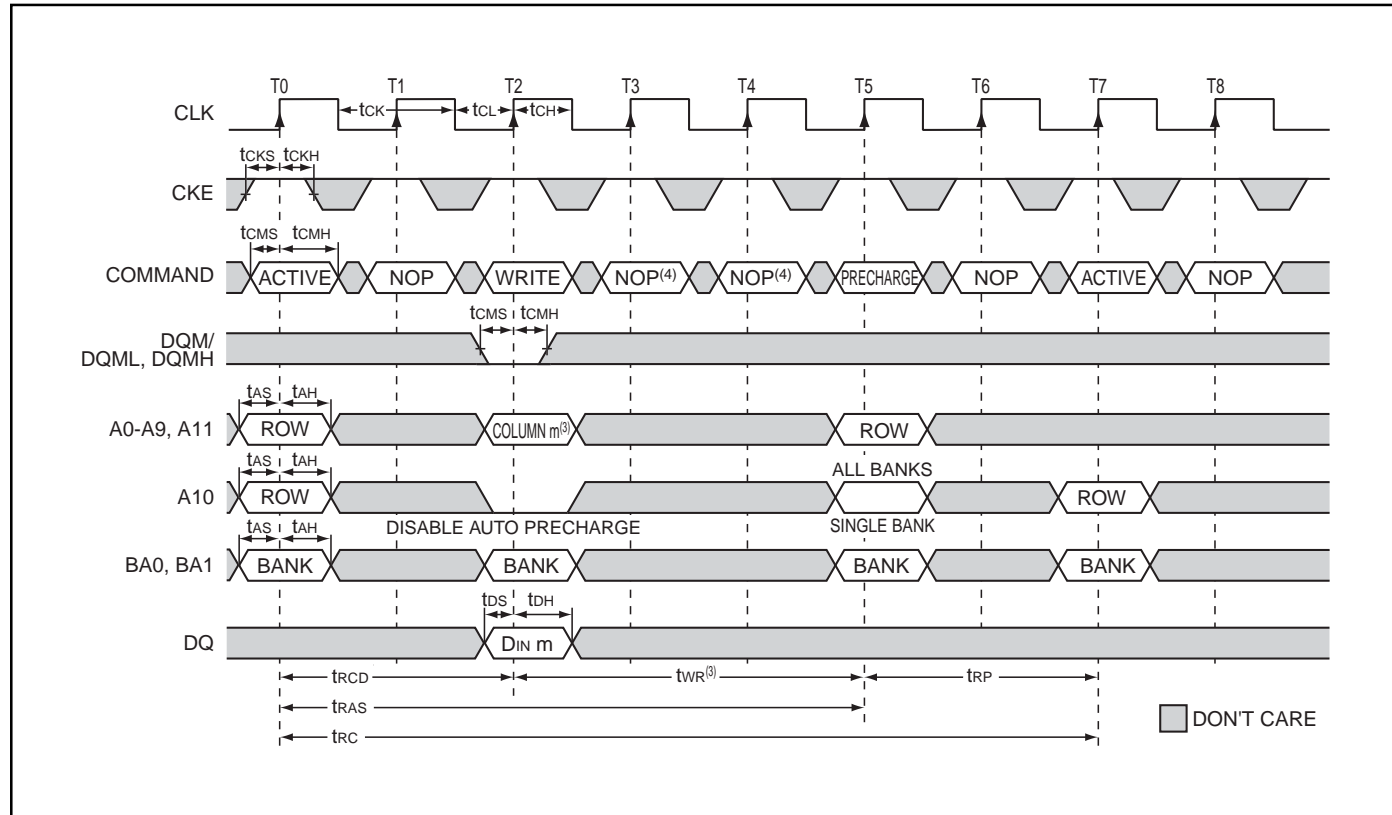 T0 T1 T2 T3 T4 T5 T6 T7 T8
CLK tCK tCL tCH
tCKS tCKH
CKE
tCMS tCMH
COMMAND ACTIVE NOP WRITE NOP(4) NOP(4) PRECHARGE NOP ACTIVE NOP
tCMS tCMH
DQM/
DQML, DQMH
tAS tAH
A0-A9, A11 ROW COLUMN m(3) ROW
tAS tAH ALL BANKS
A10 ROW ROW
tAS tAH DISABLE AUTO PRECHARGE SINGLE BANK
BA0, BA1 BANK BANK BANK BANK
tDS tDH
DQ DIN m
tRCD tWR(3) tRP
tRAS
DON'T CARE
tRC